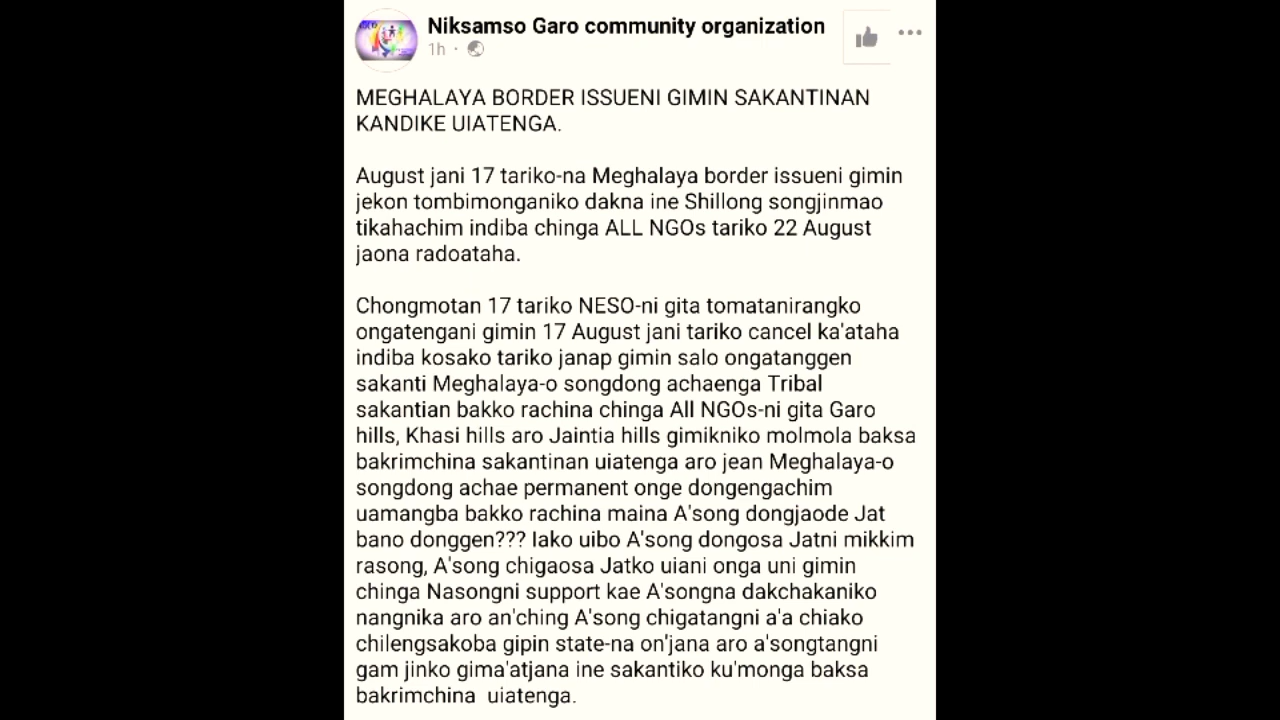 Niksamso Garo community organization
1h ·
MEGHALAYA BORDER ISSUENI GIMIN SAKANTINAN
KANDIKE UIATENGA.
August jani 17 tariko-na Meghalaya border issueni gimin
jekon tombimonganiko dakna ine Shillong songjinmao
tikahachim indiba chinga ALL NGOs tariko 22 August
jaona radoataha.
Chongmotan 17 tariko NESO-ni gita tomatanirangko
ongatengani gimin 17 August jani tariko cancel ka'ataha
indiba kosako tariko janap gimin salo ongatanggen
sakanti Meghalaya-o songdong achaenga Tribal
sakantian bakko rachina chinga All NGOs-ni gita Garo
hills, Khasi hills aro Jaintia hills gimikniko molmola baksa
bakrimchina sakantinan uiatenga aro jean Meghalaya-o
songdong achae permanent onge dongengachim
uamangba bakko rachina maina A'song dongjaode Jat
bano donggen??? Iako uibo A'song dongosa Jatni mikkim
rasong, A'song chigaosa Jatko uiani onga uni gimin
chinga Nasongni support kae A'songna dakchakaniko
nangnika aro an'ching A'song chigatangni a'a chiako
chilengsakoba gipin state-na on'jana aro a'songtangni
gam jinko gima'atjana ine sakantiko ku'monga baksa
bakrimchina uiatenga.